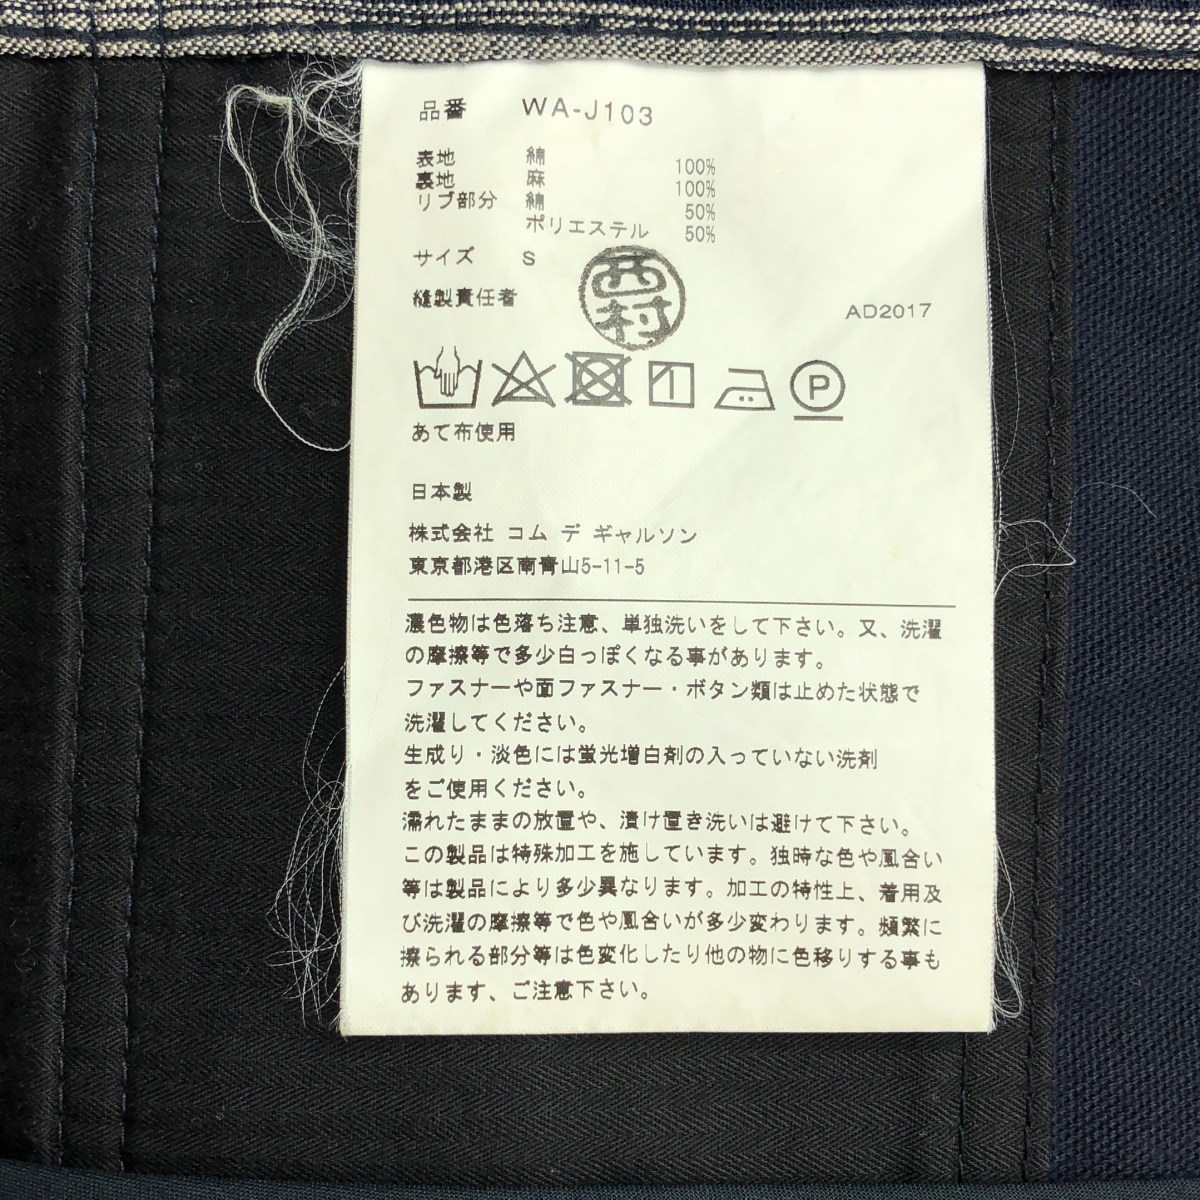 品番 WA-J103
表地 綿 100%
裏地 麻 100%
リブ部分 綿 50%
ポリエステル 50%
サイズ S
縫製責任者 西村 AD2017
1 P
あて布使用
日本製
株式会社 コム デ ギャルソン
東京都港区南青山5-11-5
濃色物は色落ち注意、単独洗いをして下さい。又、洗濯
の摩擦等で多少白っぽくなる事があります。
ファスナーや面ファスナー・ボタン類は止めた状態で
洗濯してください。
生成り・淡色には蛍光増白剤の入っていない洗剤
をご使用ください。
濡れたままの放置や、漬け置き洗いは避けて下さい。
この製品は特殊加工を施しています。独時な色や風合い
等は製品により多少異なります。加工の特性上、着用及
び洗濯の摩擦等で色や風合いが多少変わります。頻繁に
擦られる部分等は色変化したり他の物に色移りする事も
あります、ご注意下さい。